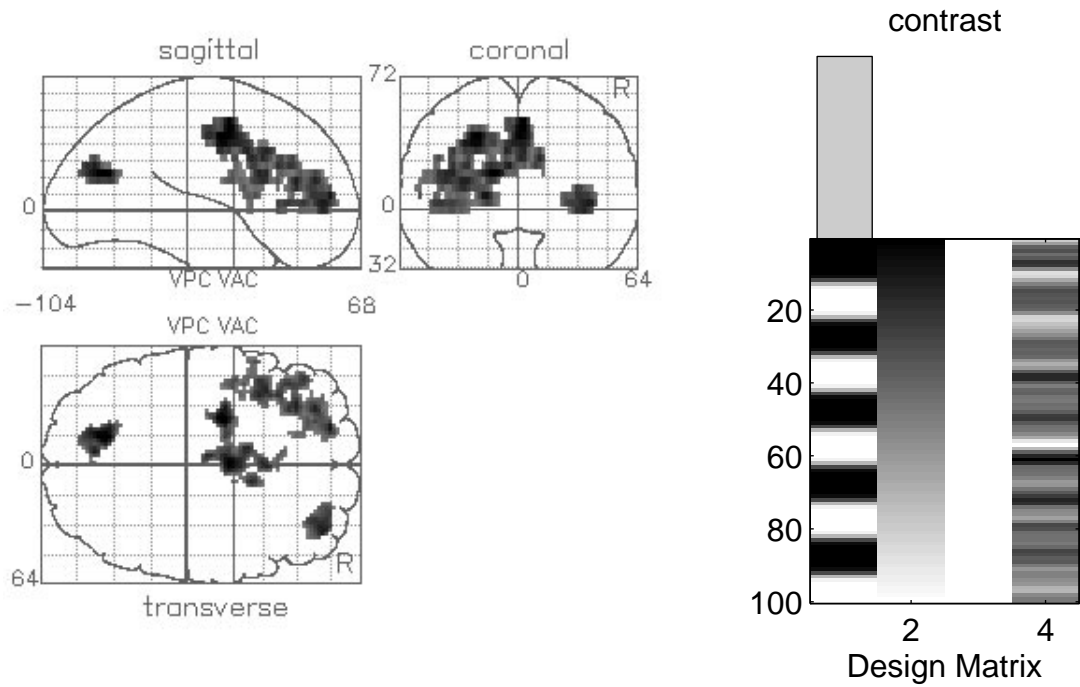 sagittal
coronal
72
R
0
0
32
0
64
VPC VAC
-104
68
VPC VAC
0
R
64
transverse
contrast
20
40
60
80
100
2
4
Design Matrix